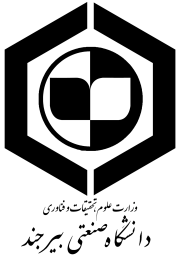 وزارت علوم، تحقیقات و فناوری
دانشگاه صنعتی بیرجند